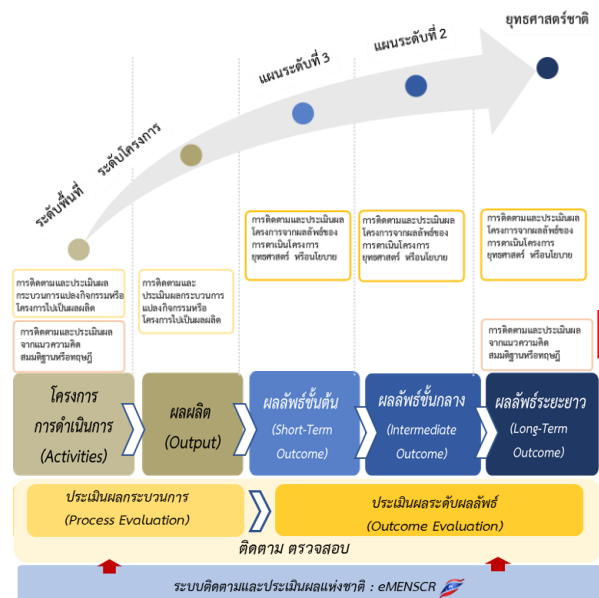 ยุทธศาสตร์ชาติ
แผนระดับที่ 2
แผนระดับที่ 3
ระดับโครงการ
ระดับพื้นที่
การติดตามและประเมินผล
โครงการจากผลลัพธ์ของ
การดำเนินโครงการ
ยุทธศาสตร์ หรือนโยบาย
การติดตามและประเมินผล
โครงการจากผลลัพธ์ของ
การดำเนินโครงการ
ยุทธศาสตร์ หรือนโยบาย
การติดตามและประเมินผล
โครงการจากผลลัพธ์ของ
การดำเนินโครงการ
ยุทธศาสตร์ หรือนโยบาย
การติดตามและประเมินผล
กระบวนการแปลงกิจกรรมหรือ
โครงการไปเป็นผลผลิต
การติดตามและ
ประเมินผลกระบวนการ
แปลงกิจกรรมหรือ
โครงการไปเป็นผลผลิต
การติดตามและประเมินผล
จากแนวความคิด
สมมติฐานหรือทฤษฎี
การติดตามและประเมินผล
จากแนวความคิด
สมมติฐานหรือทฤษฎี
โครงการ
การดำเนินการ
(Activities)
ผลผลิต
(Output)
ผลลัพธ์ขั้นต้น
(Short-Term
Outcome)
ผลลัพธ์ขั้นกลาง
(Intermediate
Outcome)
ผลลัพธ์ระยะยาว
(Long-Term
Outcome)
ประเมินผลกระบวนการ
(Process Evaluation)
ประเมินผลระดับผลลัพธ์
(Outcome Evaluation)
ติดตาม ตรวจสอบ
ระบบติดตามและประเมินผลแห่งชาติ : eMENSCR